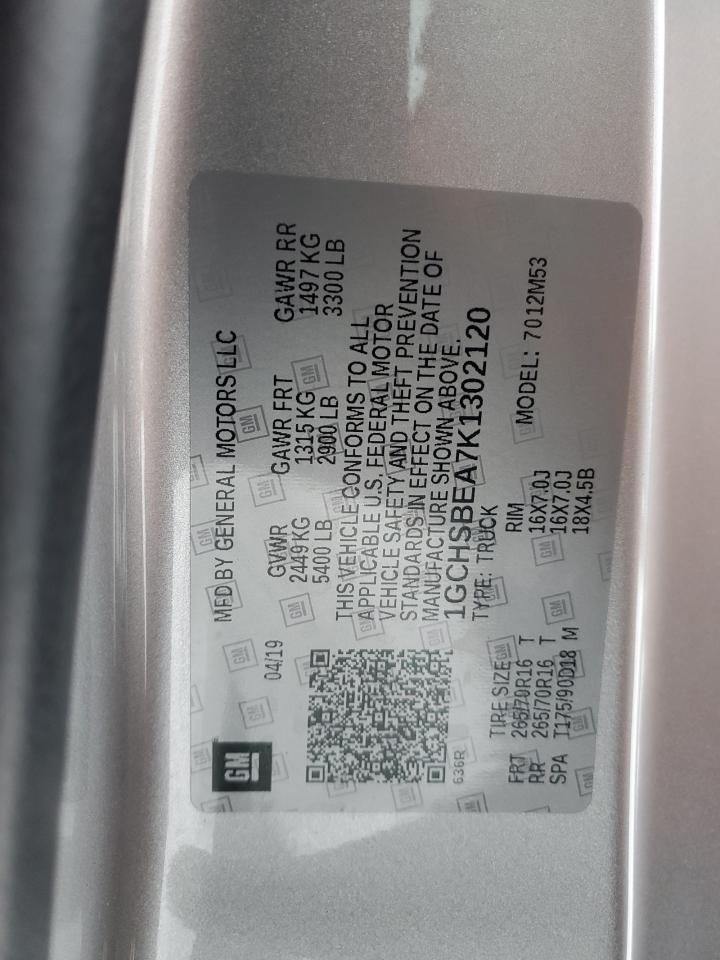 GM
MFD BY GENERAL MOTORS LLC
04/19
GVWR GAWR FRT GAWR RR
2449 KG 1315 KG 1497 KG
5400 LB 2900 LB 3300 LB
THIS VEHICLE CONFORMS TO ALL
APPLICABLE U.S. FEDERAL MOTOR
VEHICLE SAFETY AND THEFT PREVENTION
STANDARDS IN EFFECT ON THE DATE OF
MANUFACTURE SHOWN ABOVE.
1GCHSBEA7K1302120
636R
TYPE: TRUCK
TIRE SIZE RIM
FRT 265/70R16 T 16X7.0J
RR 265/70R16 T 16X7.0J
SPA T175/90D18 M 18X4.5B
MODEL: 7012M53